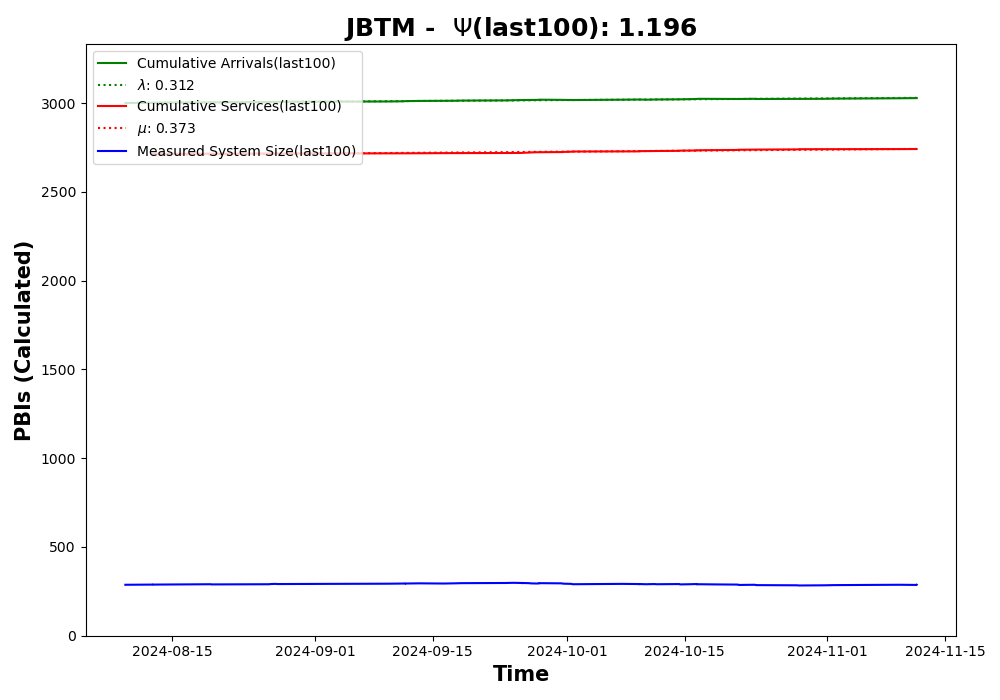 JBTM - Ψ(last100): 1.196
Cumulative Arrivals(last100)
λ: 0.312
Cumulative Services(last100)
μ: 0.373
Measured System Size(last100)
PBIs (Calculated)
3000
2500
2000
1500
1000
500
0
2024-08-15
2024-09-01
2024-09-15
2024-10-01
2024-10-15
2024-11-01
2024-11-15
Time